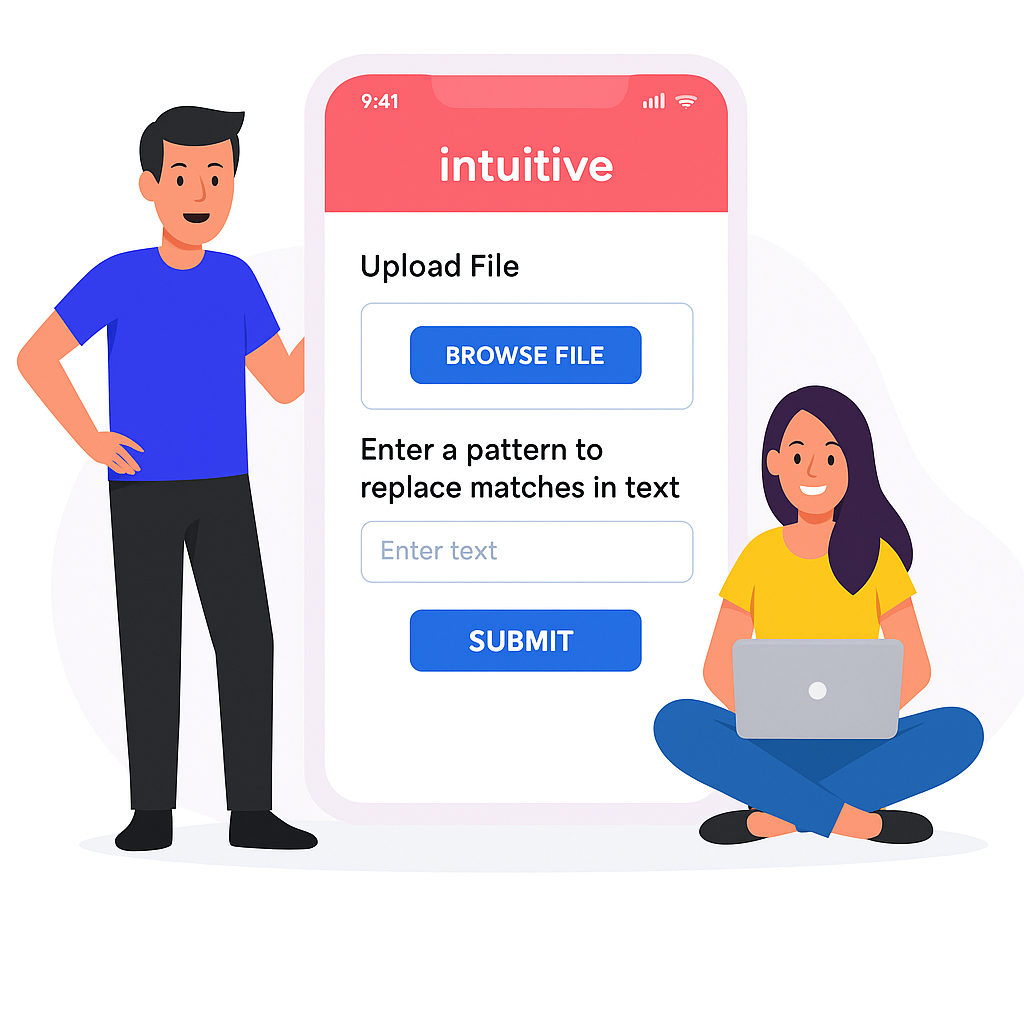 9:41
intuitive
Upload File
BROWSE FILE
Enter a pattern to
replace matches in text
Enter text
SUBMIT